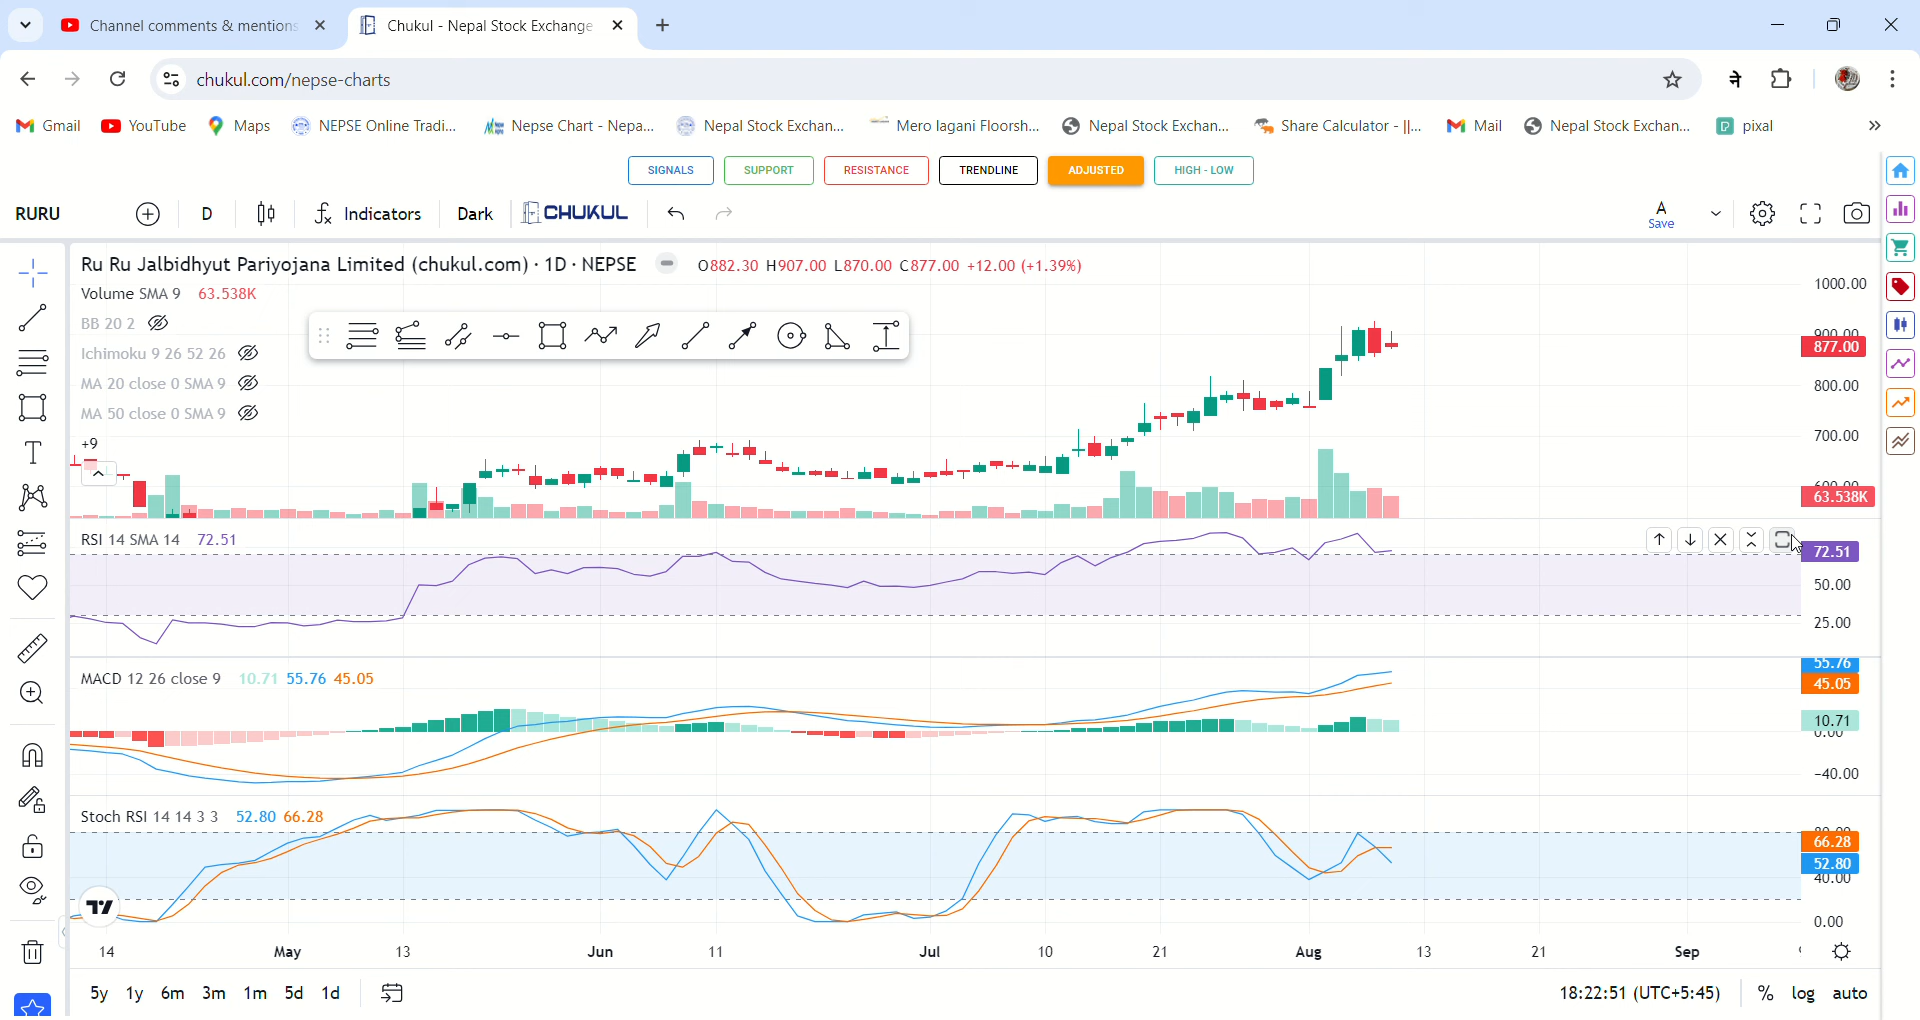 Channel comments & mentions
Chukul - Nepal Stock Exchange
chukul.com/nepse-charts
ने
Gmail YouTube Maps NEPSE Online Tradi... Nepse Chart - Nepa... Nepal Stock Exchan... Mero lagani Floorsh... Nepal Stock Exchan... Share Calculator - ||... Mail Nepal Stock Exchan... pixal
SIGNALS SUPPORT RESISTANCE TRENDLINE ADJUSTED HIGH - LOW
RURU D Indicators Dark CHUKUL A Save
Ru Ru Jalbidhyut Pariyojana Limited (chukul.com) · 1D · NEPSE O882.30 H907.00 L870.00 C877.00 +12.00 (+1.39%)
Volume SMA 9 63.538K
BB 20 2
Ichimoku 9 26 52 26
MA 20 close 0 SMA 9
MA 50 close 0 SMA 9
+9
1000.00
900.00
877.00
800.00
700.00
600.00
63.538K
RSI 14 SMA 14 72.51
72.51
50.00
25.00
MACD 12 26 close 9 10.71 55.76 45.05
55.76
45.05
10.71
0.00
-40.00
Stoch RSI 14 14 3 3 52.80 66.28
80.00
66.28
52.80
40.00
0.00
14 May 13 Jun 11 Jul 10 21 Aug 13 21 Sep
5y 1y 6m 3m 1m 5d 1d 18:22:51 (UTC+5:45) % log auto